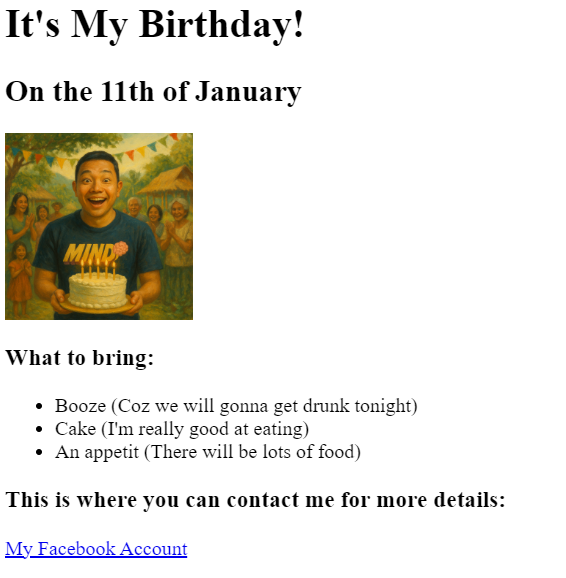 It's My Birthday!
On the 11th of January
MIND
What to bring:
Booze (Coz we will gonna get drunk tonight)
Cake (I'm really good at eating)
An appetit (There will be lots of food)
This is where you can contact me for more details:
My Facebook Account